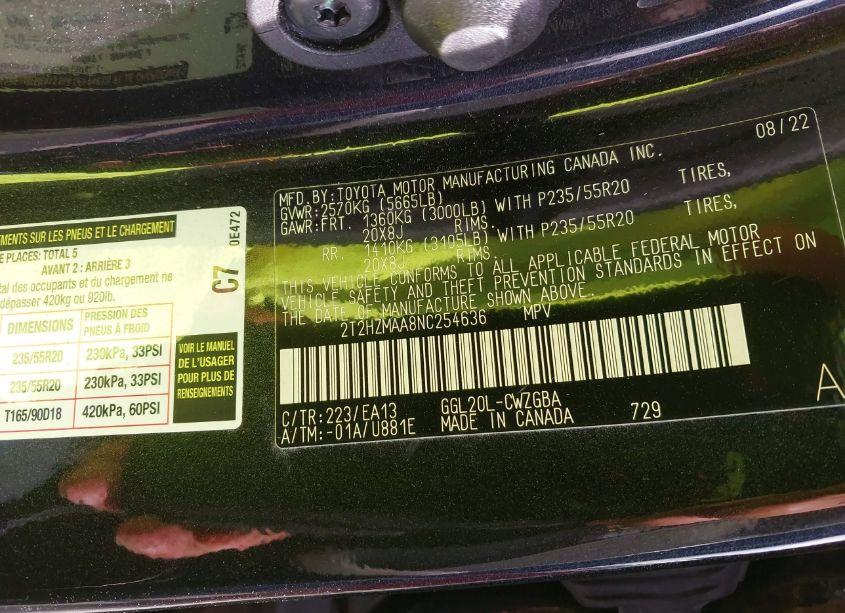 08/22
MFD.BY:TOYOTA MOTOR MANUFACTURING CANADA INC.
GVWR:2570KG (5665LB)
GAWR:FRT. 1360KG (3000LB) WITH P235/55R20 TIRES,
20X8J RIMS.
RR. 1410KG (3105LB) WITH P235/55R20 TIRES,
20X8J RIMS.
THIS VEHICLE CONFORMS TO ALL APPLICABLE FEDERAL MOTOR
VEHICLE SAFETY AND THEFT PREVENTION STANDARDS IN EFFECT ON
THE DATE OF MANUFACTURE SHOWN ABOVE.
2T2HZMAA8NC254636 MPV
C/TR:223/EA13 GGL20L-CWZGBA
A/TM:-01A/U881E MADE IN CANADA 729
A
SUR LES PNEUS ET LE CHARGEMENT
PLACES: TOTAL 5
AVANT 2 : ARRIÈRE 3
des occupants et du chargement ne
dépasser 420kg ou 920lb.
DIMENSIONS PRESSION DES PNEUS À FROID
235/55R20 230kPa, 33PSI
235/55R20 230kPa, 33PSI
T165/90D18 420kPa, 60PSI
VOIR LE MANUEL
DE L'USAGER
POUR PLUS DE
RENSEIGNEMENTS
C7
0E472